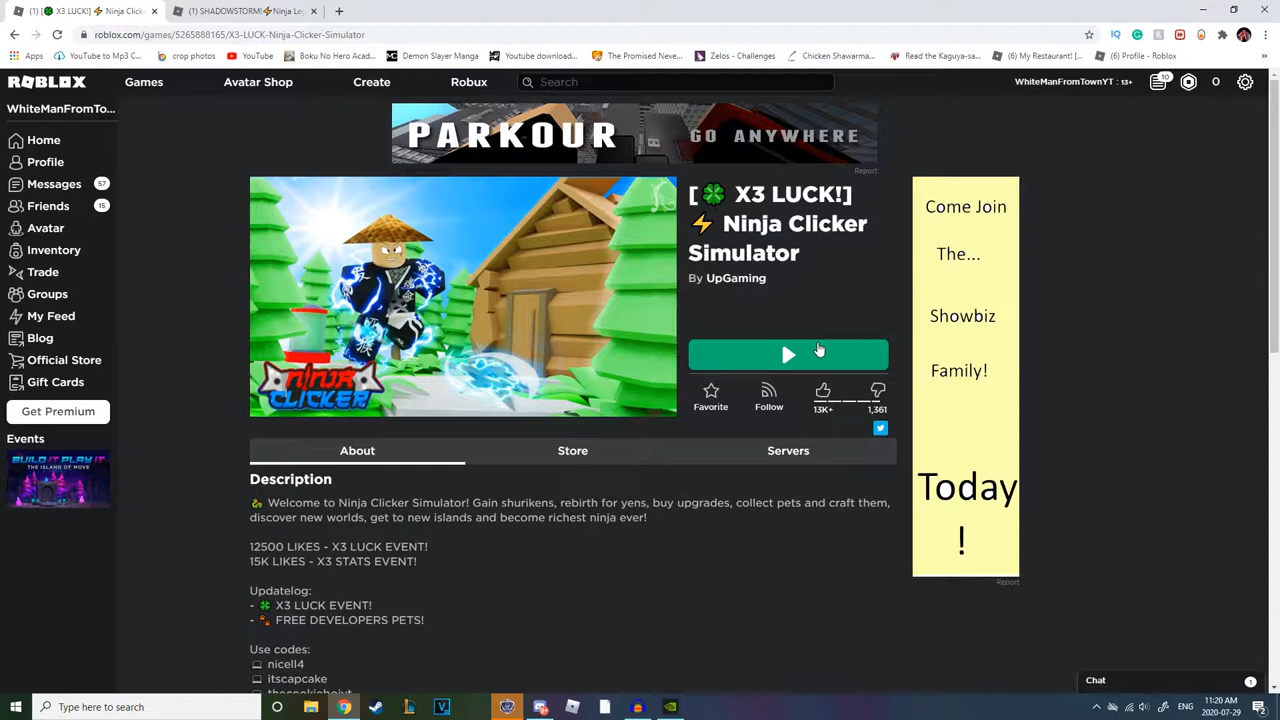 (1) [🍀 X3 LUCK!] ⚡ Ninja Clicke
(1) SHADOWSTORM!⚡ Ninja Leg
roblox.com/games/5265888165/X3-LUCK-Ninja-Clicker-Simulator
Apps
YouTube to Mp3 C...
crop photos
YouTube
Boku No Hero Acade...
Demon Slayer Manga
Youtube download...
The Promised Neve...
Zelos - Challenges
Chicken Shawarma...
Read the Kaguya-sa...
(6) My Restaurant! [...
(6) Profile - Roblox
ROBLOX
Games
Avatar Shop
Create
Robux
Search
WhiteManFromTownYT : 13+
10
0
WhiteManFromTo...
Home
Profile
Messages 57
Friends 15
Avatar
Inventory
Trade
Groups
My Feed
Blog
Official Store
Gift Cards
Get Premium
Events
BUILD IT PLAY IT
THE ISLAND OF MOVE
PARKOUR GO ANYWHERE
Report
NINJA
CLICKER
[🍀 X3 LUCK!]
⚡ Ninja Clicker
Simulator
By UpGaming
Favorite
Follow
13K+
1,361
About
Store
Servers
Description
🐉 Welcome to Ninja Clicker Simulator! Gain shurikens, rebirth for yens, buy upgrades, collect pets and craft them,
discover new worlds, get to new islands and become richest ninja ever!
12500 LIKES - X3 LUCK EVENT!
15K LIKES - X3 STATS EVENT!
Updatelog:
- 🍀 X3 LUCK EVENT!
- 🐾 FREE DEVELOPERS PETS!
Use codes:
💻 nicell4
💻 itscapcake
Come Join
The...
Showbiz
Family!
Today
!
Report
Chat
1
Type here to search
ENG
11:20 AM
2020-07-29
2